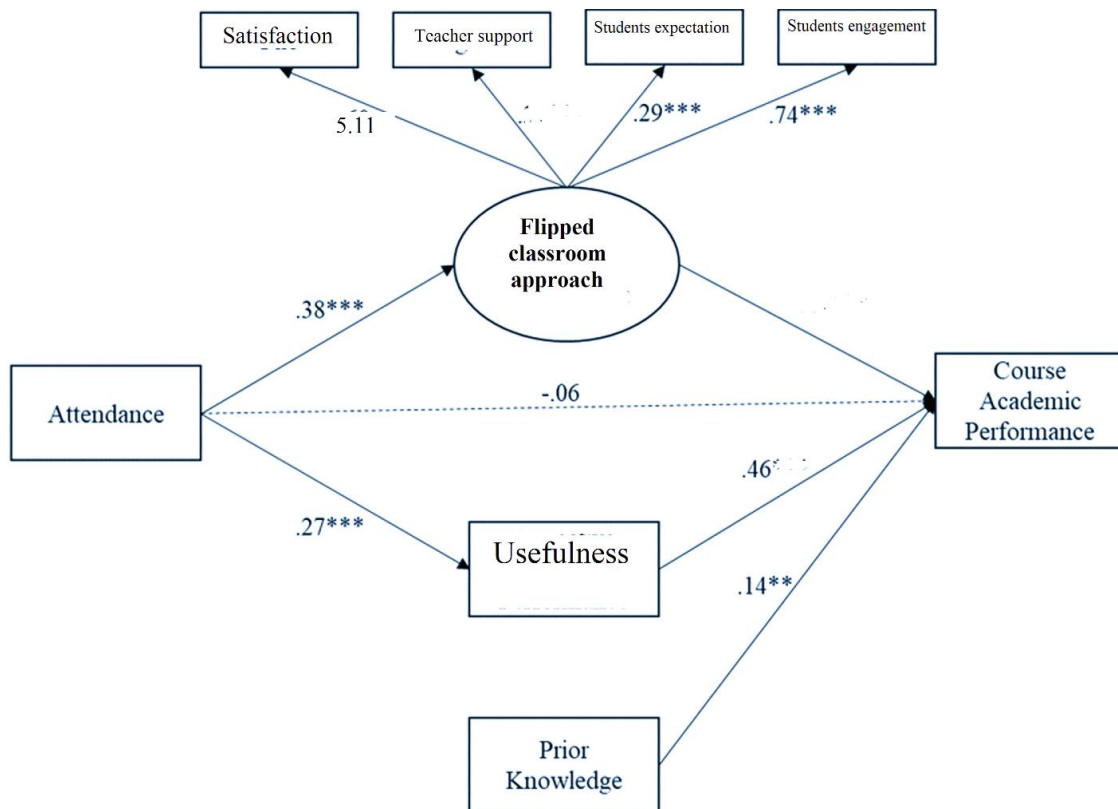 Satisfaction
Teacher support
Students expectation
Students engagement
5.11
.29***
.74***
Flipped
classroom
approach
.38***
Attendance
-.06
Course
Academic
Performance
.46*
.27***
Usefulness
.14**
Prior
Knowledge